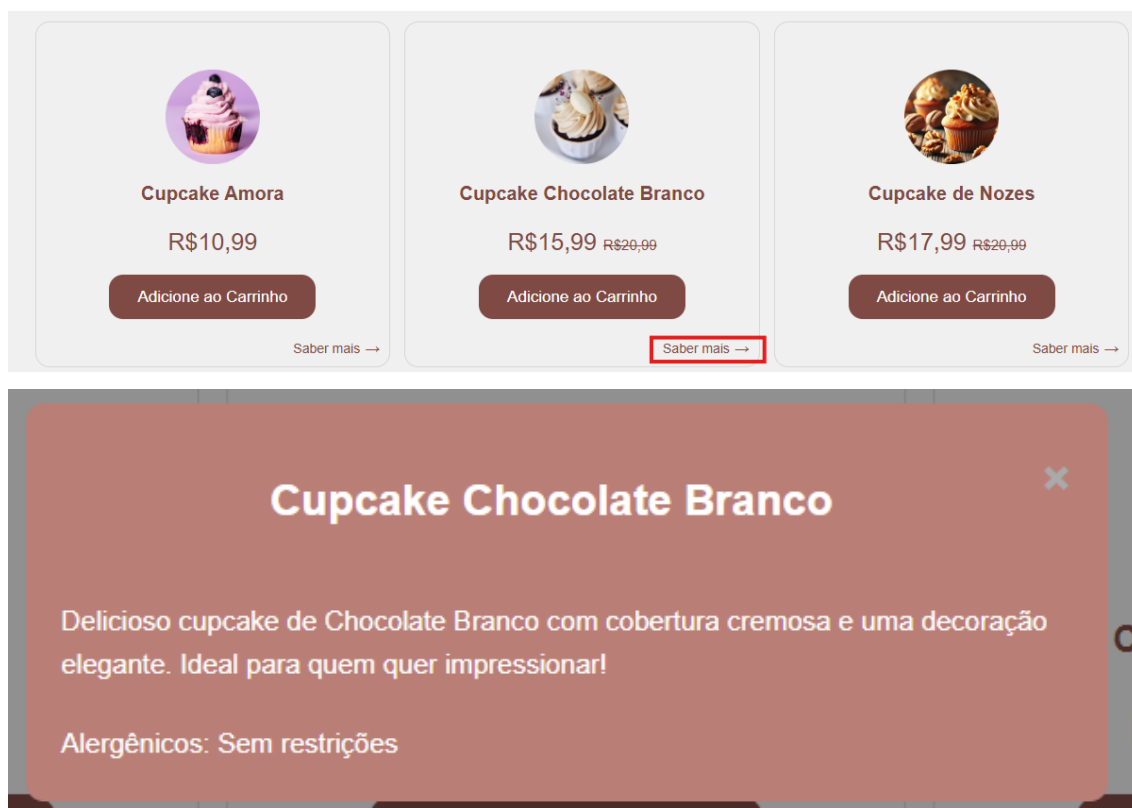 Cupcake Amora
Cupcake Chocolate Branco
Cupcake de Nozes
R$10,99
R$15,99 R$20,99
R$17,99 R$20,99
Adicione ao Carrinho
Adicione ao Carrinho
Adicione ao Carrinho
Saber mais →
Saber mais →
Saber mais →
Cupcake Chocolate Branco
×
Delicioso cupcake de Chocolate Branco com cobertura cremosa e uma decoração
elegante. Ideal para quem quer impressionar!
Alergênicos: Sem restrições